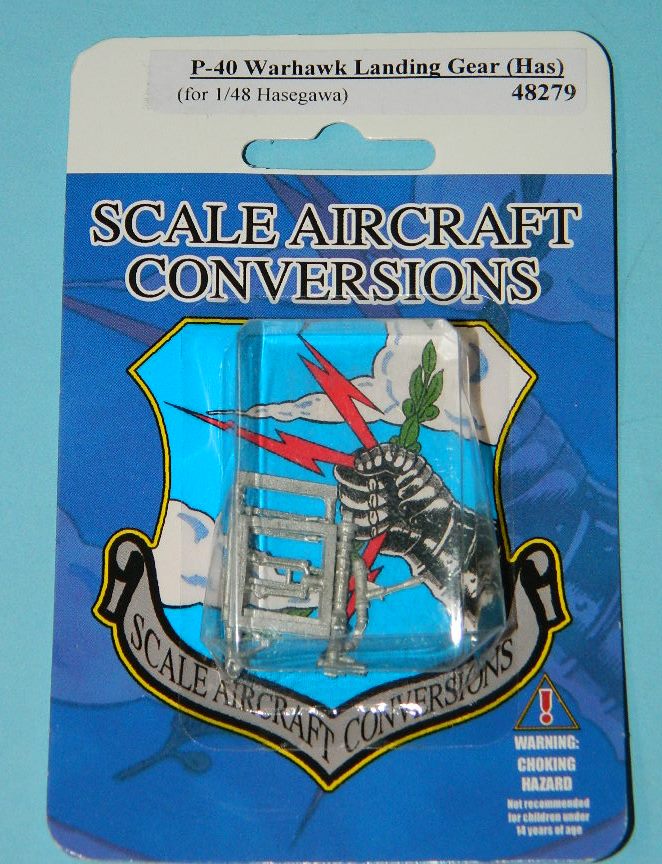 P-40 Warhawk Landing Gear (Has)
(for 1/48 Hasegawa) 48279
SCALE AIRCRAFT
CONVERSIONS
SCALE AIRCRAFT CONVERSIONS
!
WARNING:
CHOKING
HAZARD
Not recommended
for children under
14 years of age